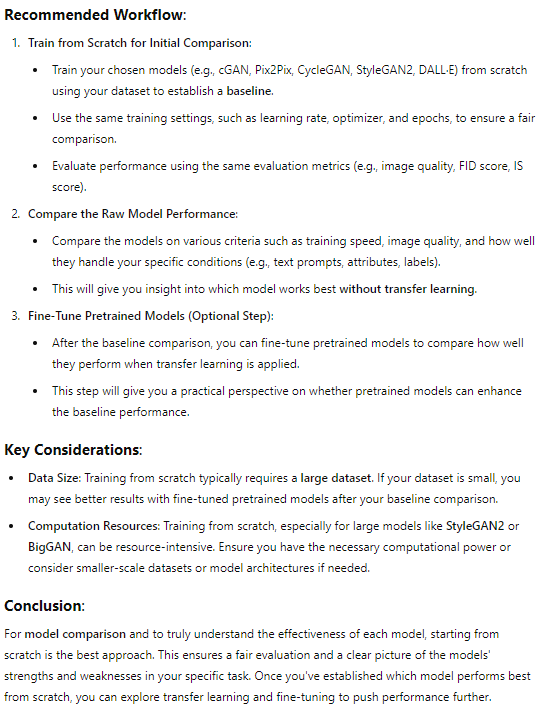 Recommended Workflow:
1. Train from Scratch for Initial Comparison:
• Train your chosen models (e.g., cGAN, Pix2Pix, CycleGAN, StyleGAN2, DALL·E) from scratch
using your dataset to establish a baseline.
• Use the same training settings, such as learning rate, optimizer, and epochs, to ensure a fair
comparison.
• Evaluate performance using the same evaluation metrics (e.g., image quality, FID score, IS
score).
2. Compare the Raw Model Performance:
• Compare the models on various criteria such as training speed, image quality, and how well
they handle your specific conditions (e.g., text prompts, attributes, labels).
• This will give you insight into which model works best without transfer learning.
3. Fine-Tune Pretrained Models (Optional Step):
• After the baseline comparison, you can fine-tune pretrained models to compare how well
they perform when transfer learning is applied.
• This step will give you a practical perspective on whether pretrained models can enhance
the baseline performance.
Key Considerations:
• Data Size: Training from scratch typically requires a large dataset. If your dataset is small, you
may see better results with fine-tuned pretrained models after your baseline comparison.
• Computation Resources: Training from scratch, especially for large models like StyleGAN2 or
BigGAN, can be resource-intensive. Ensure you have the necessary computational power or
consider smaller-scale datasets or model architectures if needed.
Conclusion:
For model comparison and to truly understand the effectiveness of each model, starting from
scratch is the best approach. This ensures a fair evaluation and a clear picture of the models'
strengths and weaknesses in your specific task. Once you've established which model performs best
from scratch, you can explore transfer learning and fine-tuning to push performance further.